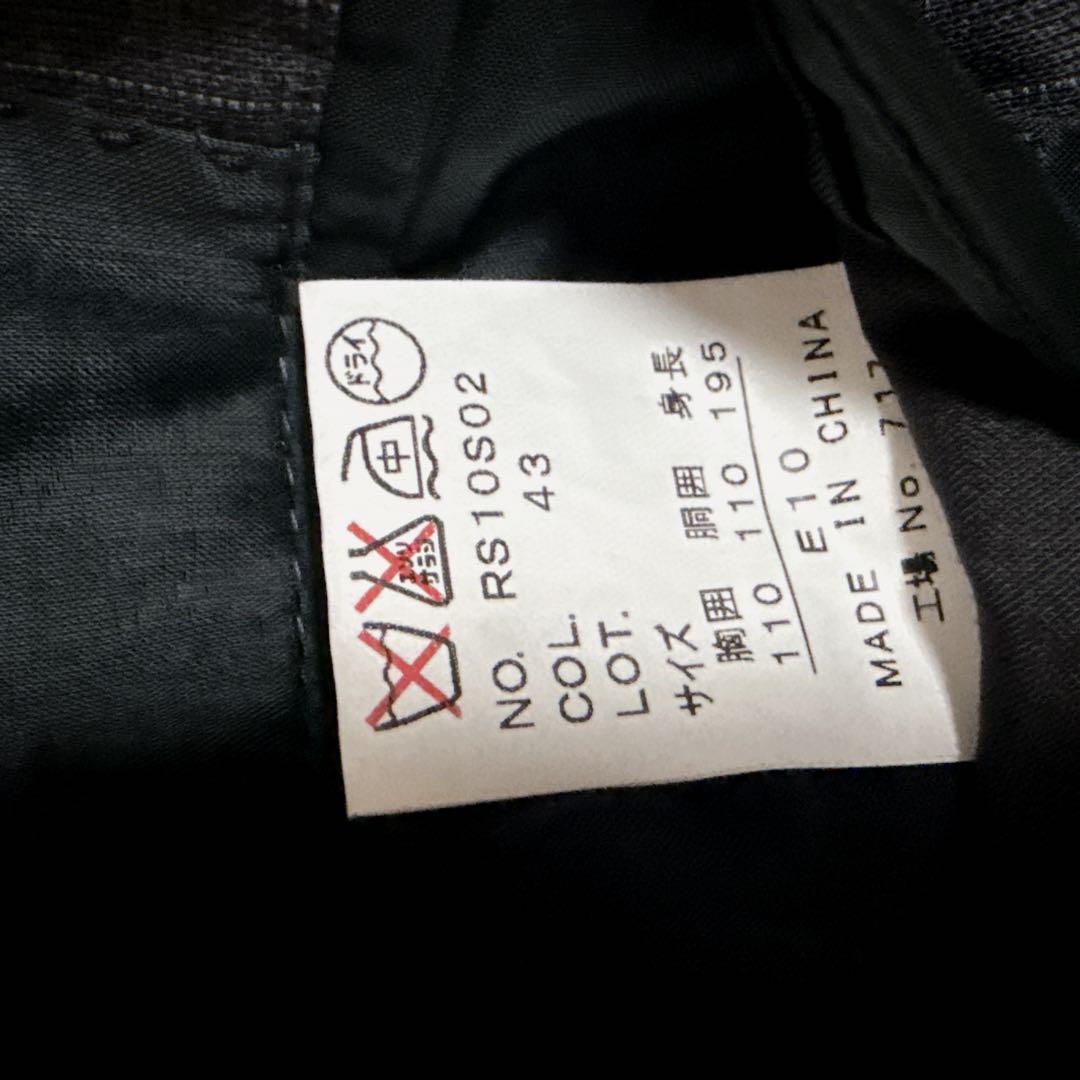 エンソ
サラシ
中
ドライ
NO. RS10S02
COL. 43
LOT.
サイズ
胸囲 胴囲 身長
110 110 195
E10
MADE IN CHINA
工場 No. 717